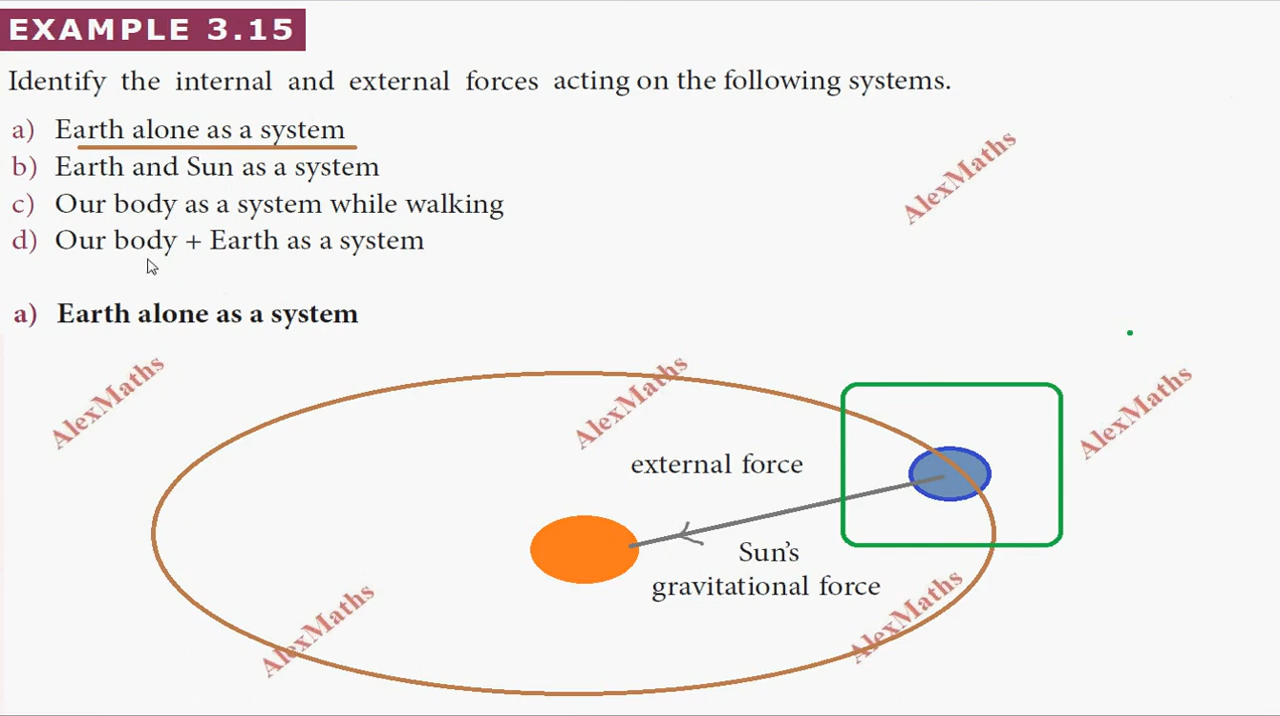 EXAMPLE 3.15
Identify the internal and external forces acting on the following systems.
a) Earth alone as a system
b) Earth and Sun as a system
c) Our body as a system while walking
d) Our body + Earth as a system
AlexMaths
a) Earth alone as a system
AlexMaths
AlexMaths
AlexMaths
external force
Sun's
gravitational force
AlexMaths
AlexMaths